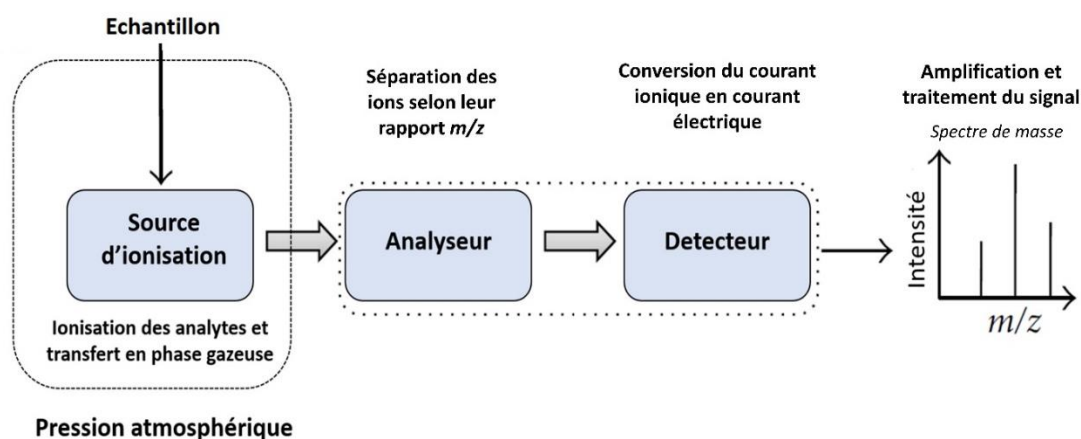 Echantillon
Séparation des
ions selon leur
rapport m/z
Conversion du courant
ionique en courant
électrique
Amplification et
traitement du signal
Spectre de masse
Source
d'ionisation
Analyseur
Detecteur
Intensité
m/z
Ionisation des analytes et
transfert en phase gazeuse
Pression atmosphérique